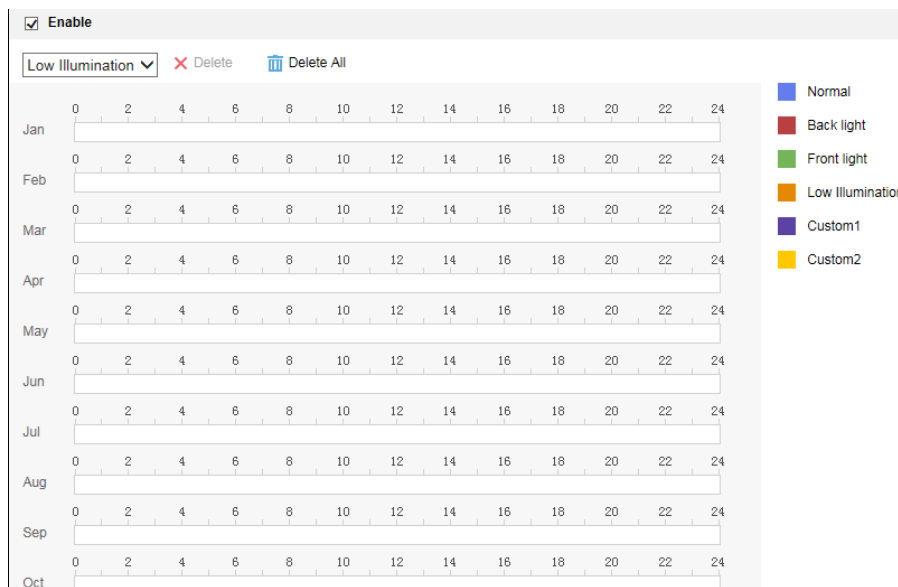 Enable
Low Illumination Delete Delete All
0 2 4 6 8 10 12 14 16 18 20 22 24
Jan
0 2 4 6 8 10 12 14 16 18 20 22 24
Feb
0 2 4 6 8 10 12 14 16 18 20 22 24
Mar
0 2 4 6 8 10 12 14 16 18 20 22 24
Apr
0 2 4 6 8 10 12 14 16 18 20 22 24
May
0 2 4 6 8 10 12 14 16 18 20 22 24
Jun
0 2 4 6 8 10 12 14 16 18 20 22 24
Jul
0 2 4 6 8 10 12 14 16 18 20 22 24
Aug
0 2 4 6 8 10 12 14 16 18 20 22 24
Sep
0 2 4 6 8 10 12 14 16 18 20 22 24
Oct
Normal
Back light
Front light
Low Illumination
Custom1
Custom2